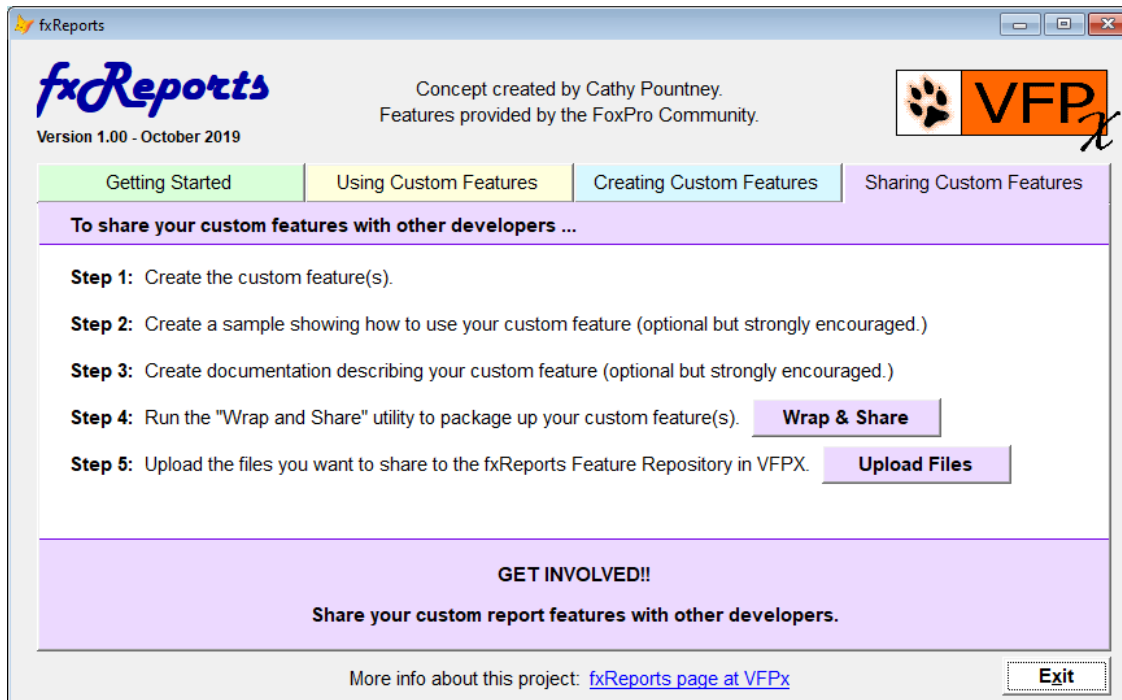 fxReports
fxReports
Version 1.00 - October 2019
Concept created by Cathy Pountney.
Features provided by the FoxPro Community.
VFPx
Getting Started
Using Custom Features
Creating Custom Features
Sharing Custom Features
To share your custom features with other developers ...
Step 1: Create the custom feature(s).
Step 2: Create a sample showing how to use your custom feature (optional but strongly encouraged.)
Step 3: Create documentation describing your custom feature (optional but strongly encouraged.)
Step 4: Run the "Wrap and Share" utility to package up your custom feature(s). Wrap & Share
Step 5: Upload the files you want to share to the fxReports Feature Repository in VFPX. Upload Files
GET INVOLVED!!
Share your custom report features with other developers.
More info about this project: fxReports page at VFPx
Exit